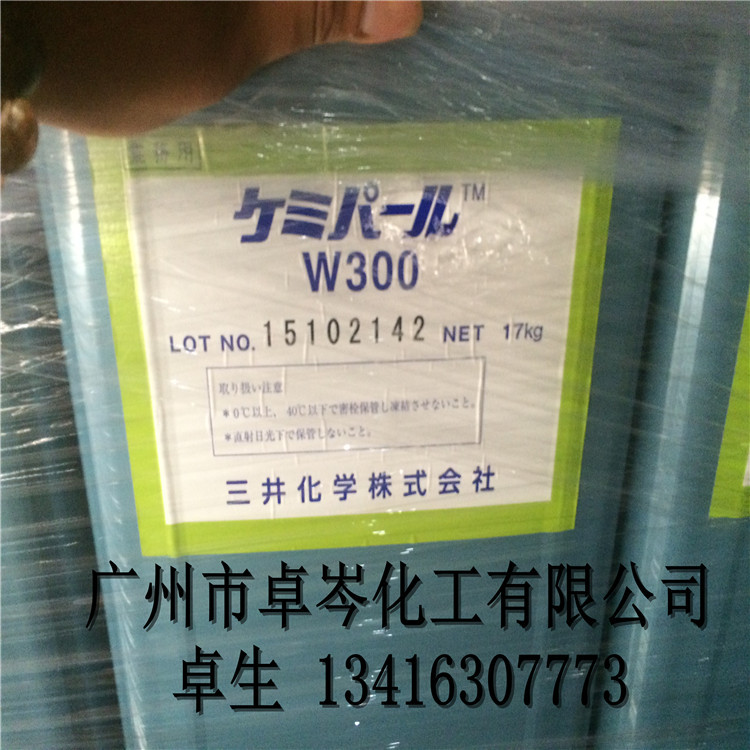 業務用
ケミパール™
W300
LOT NO. 15102142 NET 17kg
取り扱い注意
＊0℃以上，40℃以下で密栓保管し凍結させないこと。
＊直射日光下で保管しないこと。
三井化学株式会社
广州市卓岑化工有限公司
卓生 13416307773